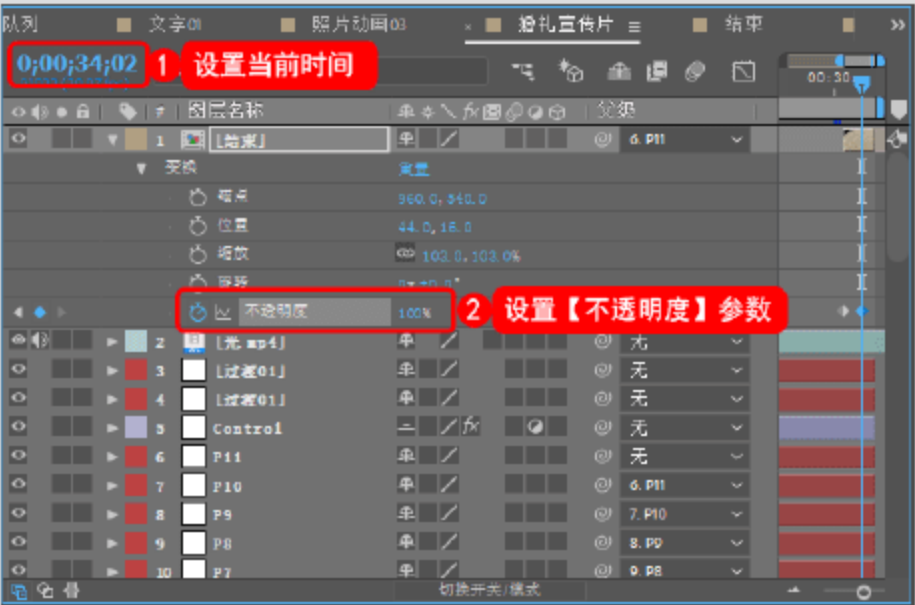 队列 文字01 照片动画03 × 婚礼宣传片 ≡ 结束 »
0;00;34;02 1 设置当前时间
00:30
# 图层名称 fx 父级
1 [结束] 6. P11
变换 重置
锚点 960.0, 540.0
位置 44.0, 16.0
缩放 103.0, 103.0%
旋转
不透明度 100% 2 设置【不透明度】参数
2 [光.mp4] 无
3 [过渡01] 无
4 [过渡01] 无
5 Control fx 无
6 P11 无
7 P10 6. P11
8 P9 7. P10
9 P8 8. P9
10 P7 9. P8
切换开关/模式